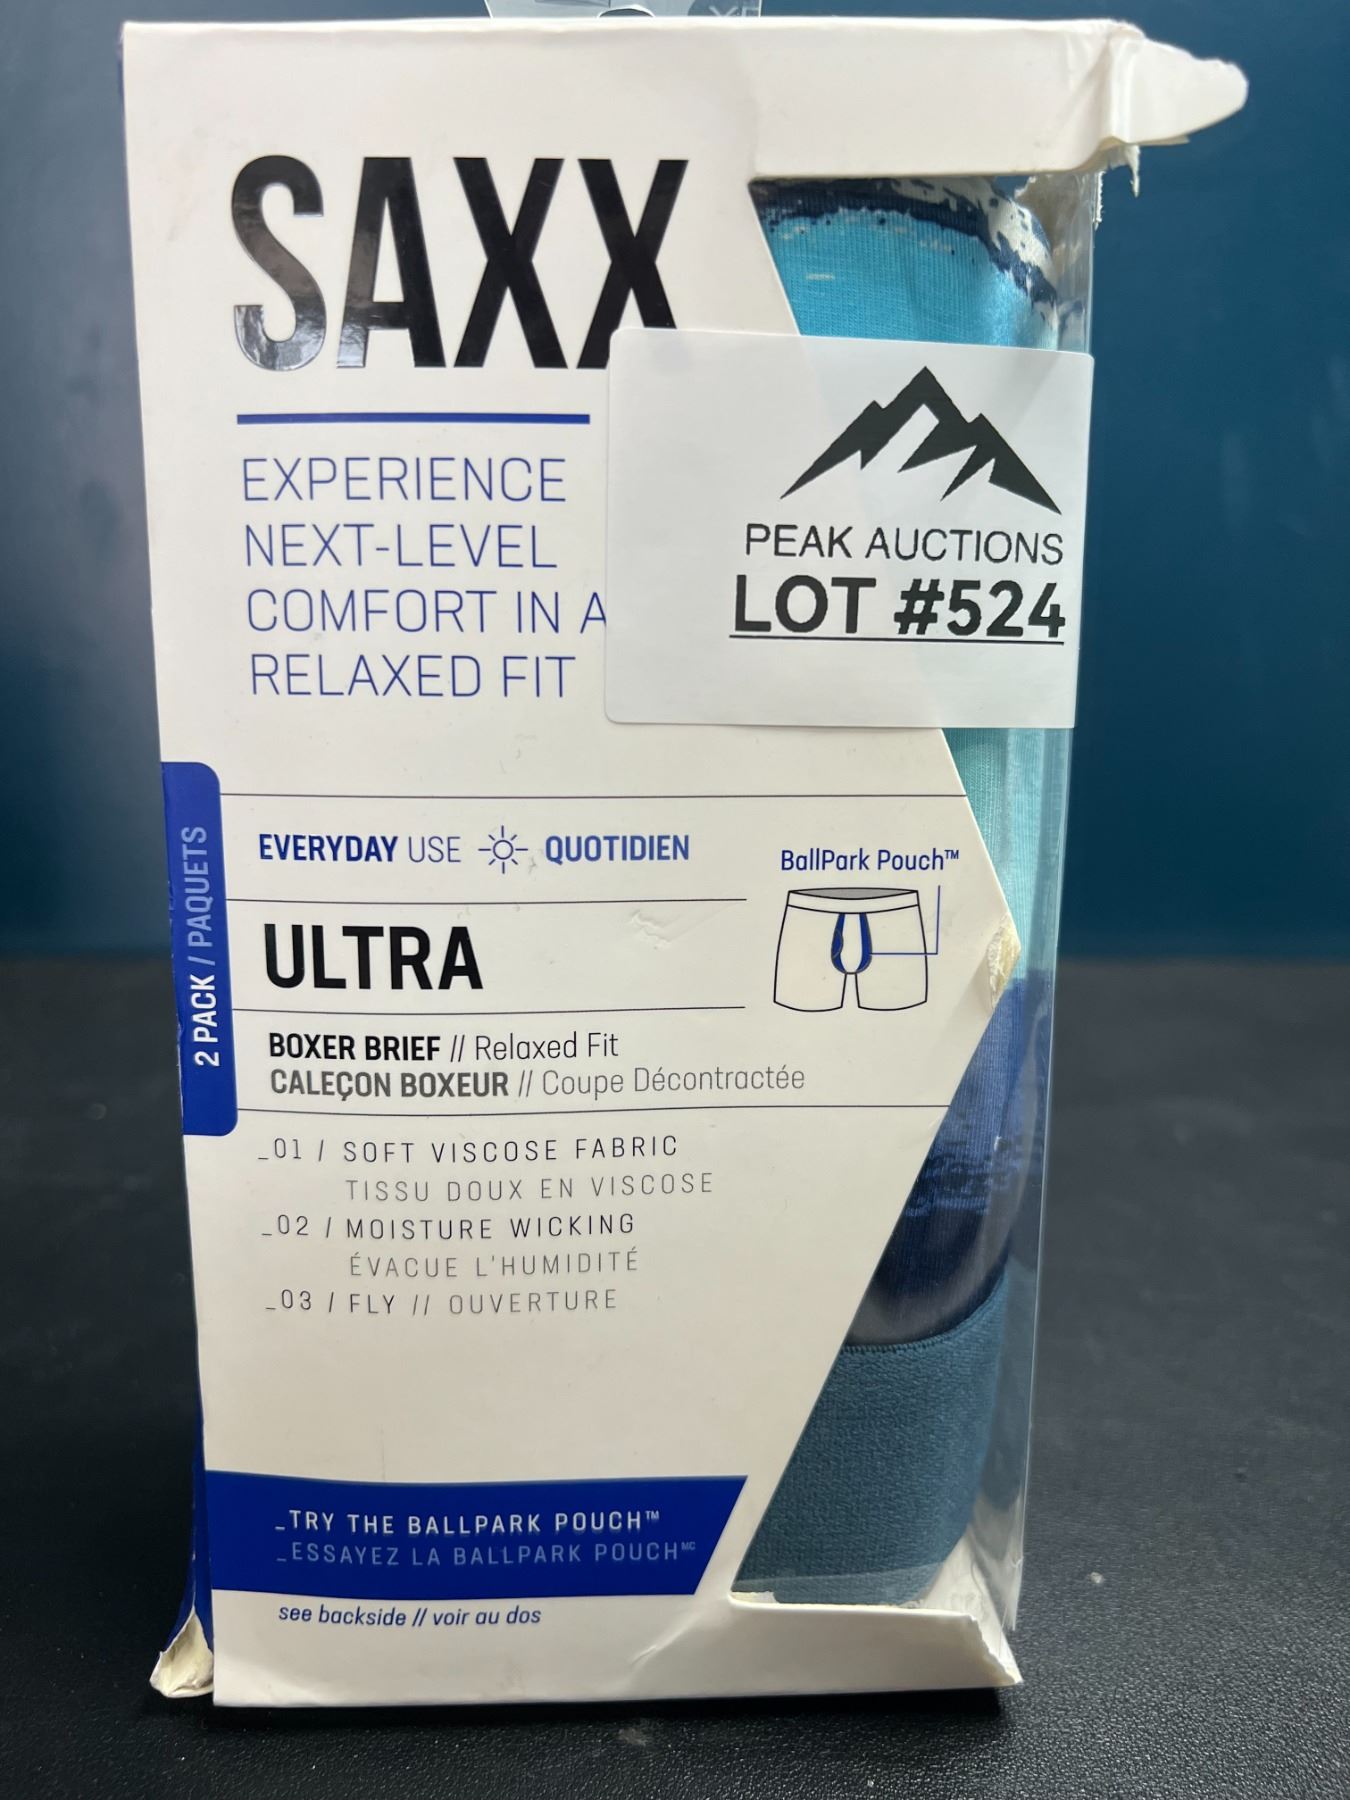 SAXX
EXPERIENCE
NEXT-LEVEL
COMFORT IN A
RELAXED FIT
PEAK AUCTIONS
LOT #524
2 PACK / PAQUETS
EVERYDAY USE QUOTIDIEN
BallPark Pouch™
ULTRA
BOXER BRIEF // Relaxed Fit
CALEÇON BOXEUR // Coupe Décontractée
_01 / SOFT VISCOSE FABRIC
TISSU DOUX EN VISCOSE
_02 / MOISTURE WICKING
ÉVACUE L'HUMIDITÉ
_03 / FLY // OUVERTURE
_TRY THE BALLPARK POUCH™
_ESSAYEZ LA BALLPARK POUCH MC
see backside // voir au dos